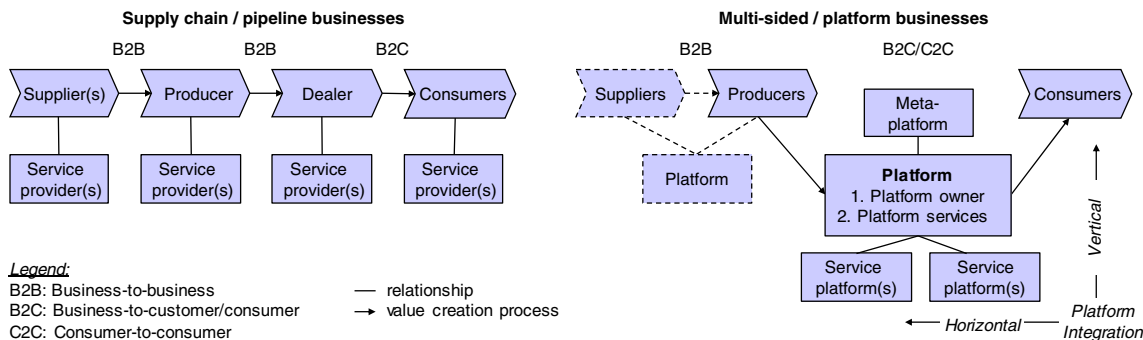 Supply chain / pipeline businesses
B2B
B2B
B2C
Supplier(s)
Producer
Dealer
Consumers
Service
provider(s)
Service
provider(s)
Service
provider(s)
Service
provider(s)
Multi-sided / platform businesses
B2B
B2C/C2C
Suppliers
Producers
Meta-
platform
Consumers
Platform
Platform
1. Platform owner
2. Platform services
Service
platform(s)
Service
platform(s)
Vertical
Horizontal
Platform
Integration
Legend:
B2B: Business-to-business
B2C: Business-to-customer/consumer
C2C: Consumer-to-consumer
relationship
value creation process